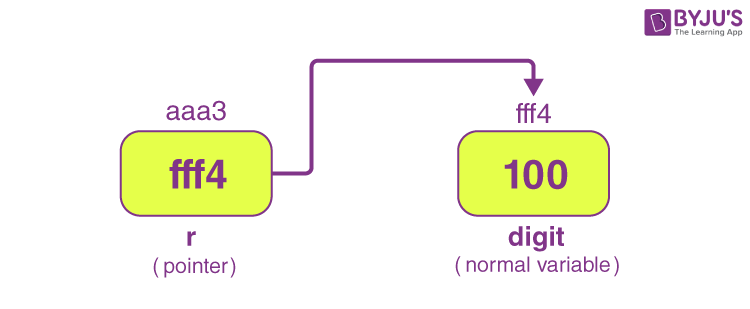 BYJU'S
The Learning App
aaa3
fff4
fff4
100
r
digit
( pointer)
( normal variable)